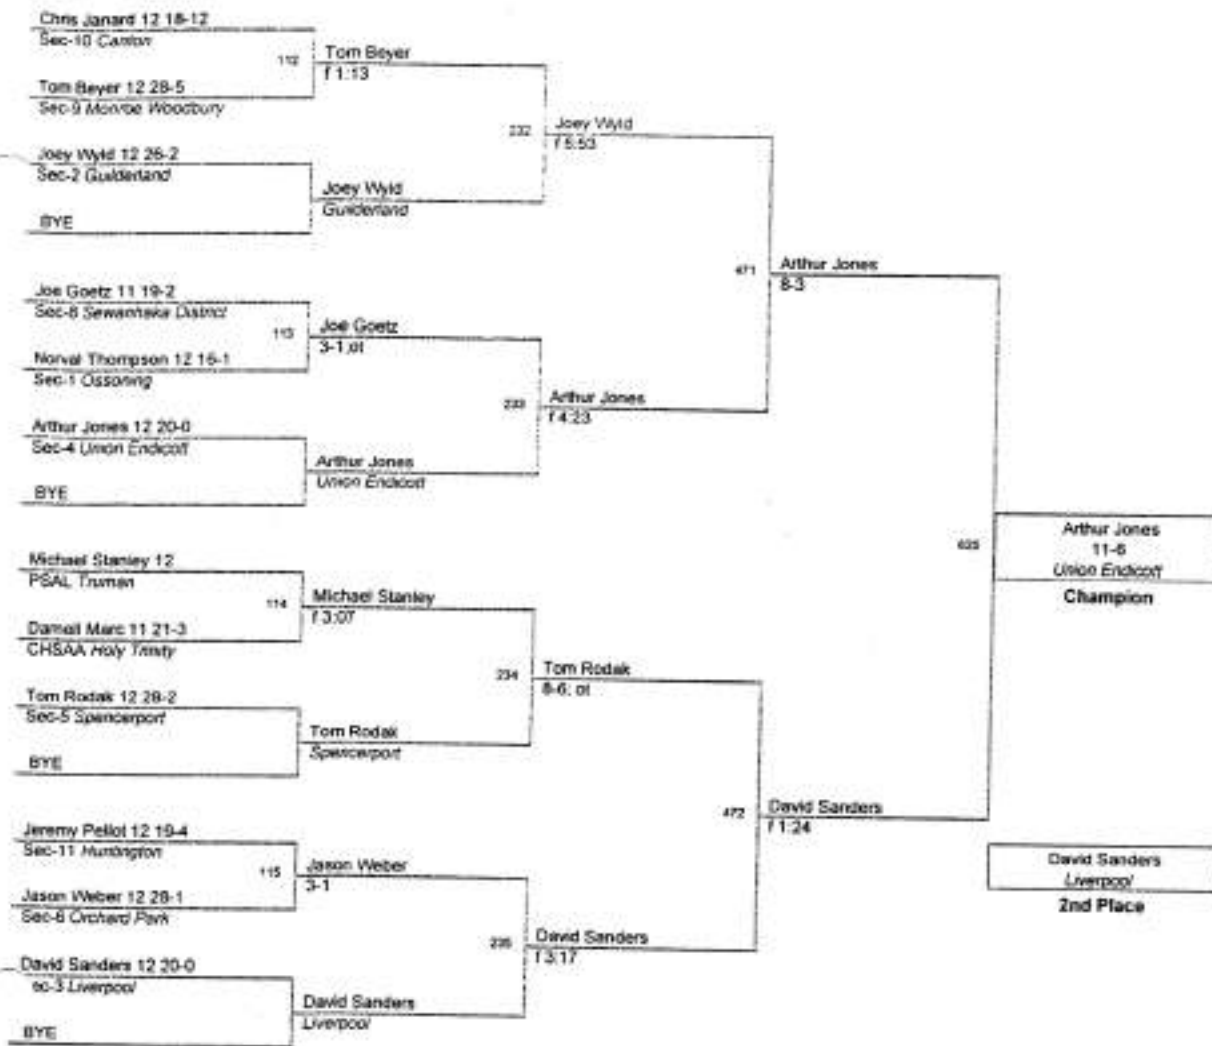 Chris Janard 12 18-12
Sec-10 Canton
112
Tom Beyer
f 1:13
Tom Beyer 12 28-5
Sec-9 Monroe Woodbury
232
Joey Wyld
f 5:53
Joey Wyld 12 26-2
Sec-2 Guilderland
Joey Wyld
Guilderland
BYE
471
Arthur Jones
8-3
Joe Goetz 11 19-2
Sec-8 Sewanhaka District
113
Joe Goetz
3-1;ot
Norval Thompson 12 16-1
Sec-1 Ossoning
233
Arthur Jones
f 4:23
Arthur Jones 12 20-0
Sec-4 Union Endicott
Arthur Jones
Union Endicott
BYE
Arthur Jones
11-6
Union Endicott
Champion
Michael Stanley 12
PSAL Truman
114
Michael Stanley
f 3:07
Darnell Marc 11 21-3
CHSAA Holy Trinity
234
Tom Rodak
8-6; ot
Tom Rodak 12 28-2
Sec-5 Spencerport
Tom Rodak
Spencerport
BYE
472
David Sanders
f 1:24
Jeremy Pellot 12 19-4
Sec-11 Huntington
115
Jason Weber
3-1
David Sanders
Liverpool
2nd Place
Jason Weber 12 28-1
Sec-6 Orchard Park
235
David Sanders
f 3:17
David Sanders 12 20-0
ec-3 Liverpool
David Sanders
Liverpool
BYE